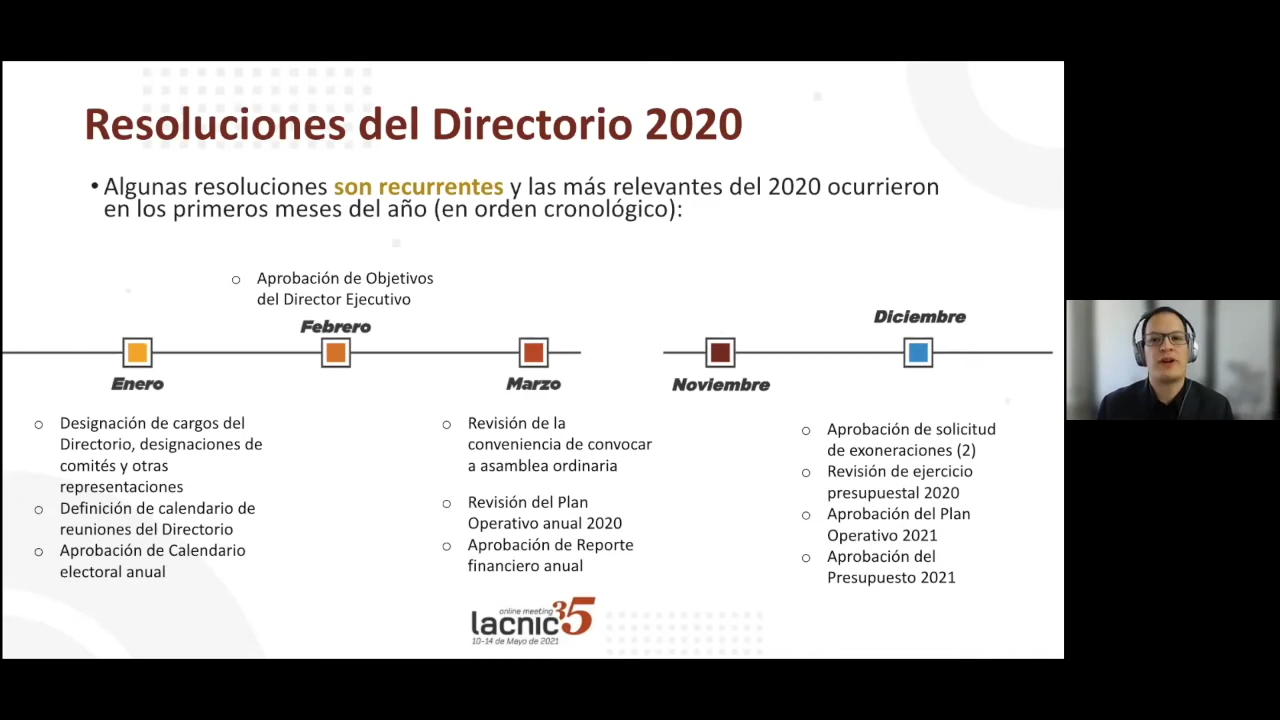 Resoluciones del Directorio 2020
• Algunas resoluciones son recurrentes y las más relevantes del 2020 ocurrieron
en los primeros meses del año (en orden cronológico):
o Aprobación de Objetivos
del Director Ejecutivo
Febrero
Diciembre
Enero
Marzo
Noviembre
o Designación de cargos del
Directorio, designaciones de
comités y otras
representaciones
o Definición de calendario de
reuniones del Directorio
o Aprobación de Calendario
electoral anual
o Revisión de la
conveniencia de convocar
a asamblea ordinaria
o Revisión del Plan
Operativo anual 2020
o Aprobación de Reporte
financiero anual
o Aprobación de solicitud
de exoneraciones (2)
o Revisión de ejercicio
presupuestal 2020
o Aprobación del Plan
Operativo 2021
o Aprobación del
Presupuesto 2021
online meeting
lacnic35
10-14 de Mayo de 2021